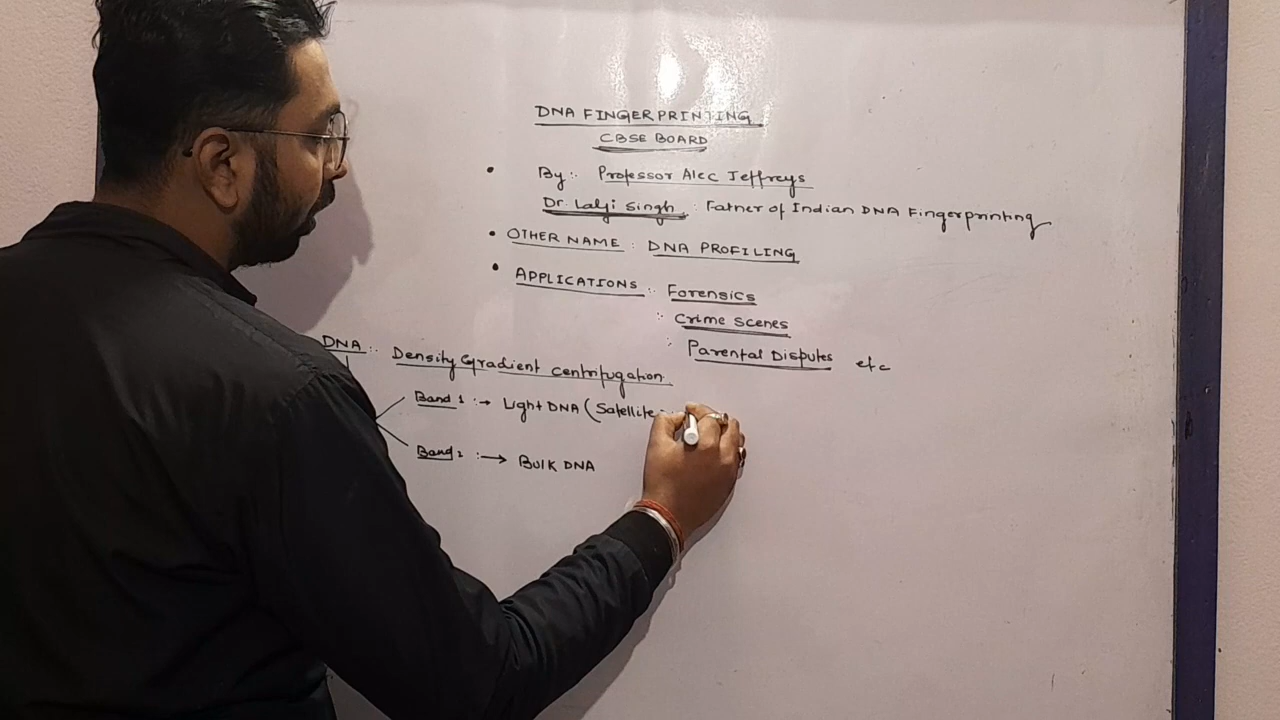 DNA FINGERPRINTING
CBSE BOARD
• By:- Professor Alec Jeffreys
Dr. Lalji Singh : Father of Indian DNA Fingerprinting
• OTHER NAME : DNA PROFILING
• APPLICATIONS :- Forensics
:- Crime Scenes
:- Parental Disputes etc
DNA :- Density Gradient centrifugation
Band 1 :→ Light DNA (Satellite
Band 2 :→ Bulk DNA